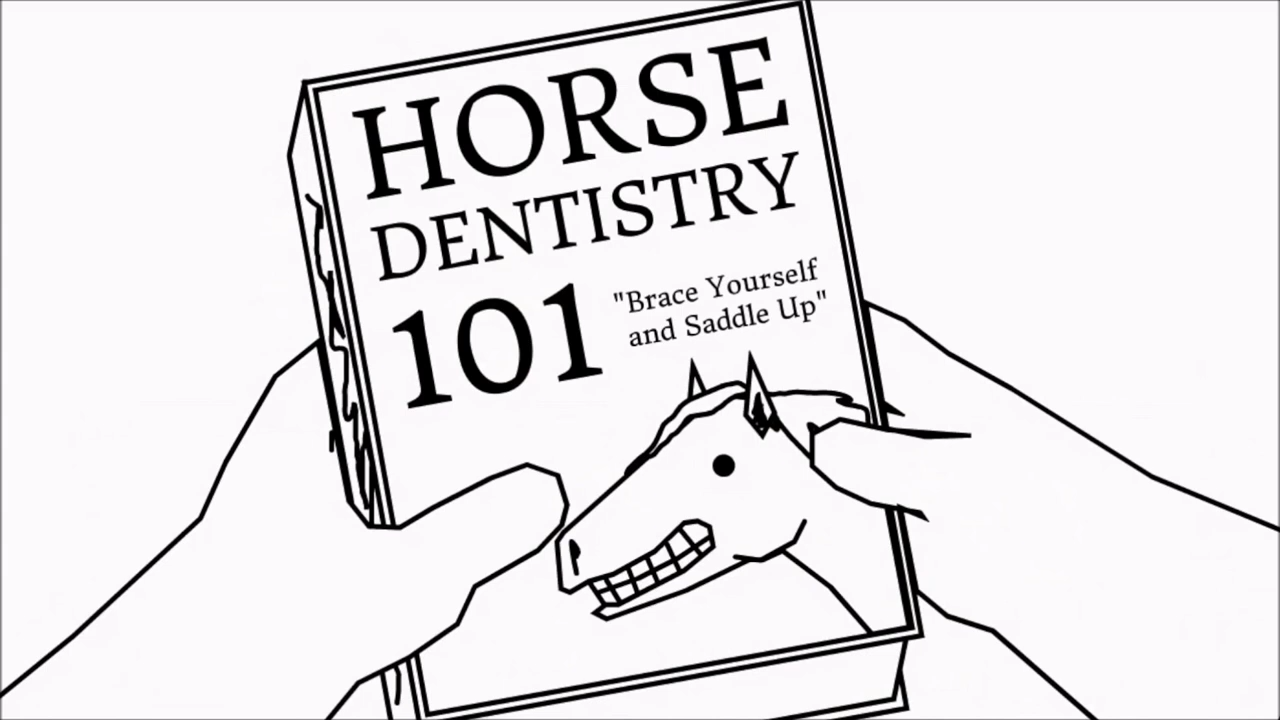 HORSE
DENTISTRY
101
"Brace Yourself
and Saddle Up"